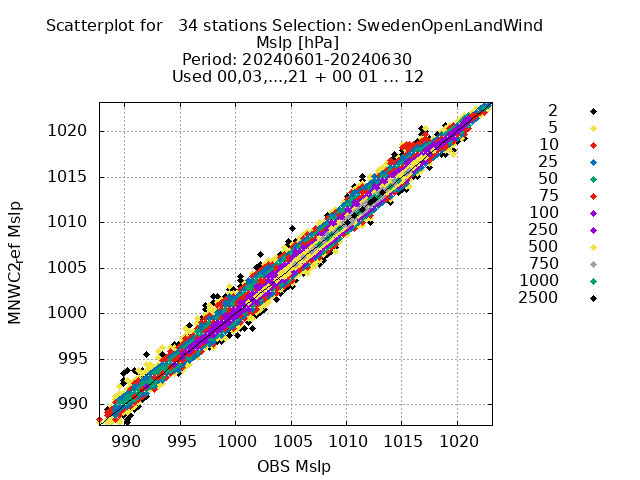 Scatterplot for   34 stations Selection: SwedenOpenLandWind
Mslp [hPa]
Period: 20240601-20240630
Used 00,03,...,21 + 00 01 ... 12
MNWC2,ef Mslp
1020
1015
1010
1005
1000
995
990
990 995 1000 1005 1010 1015 1020
OBS Mslp
2
5
10
25
50
75
100
250
500
750
1000
2500